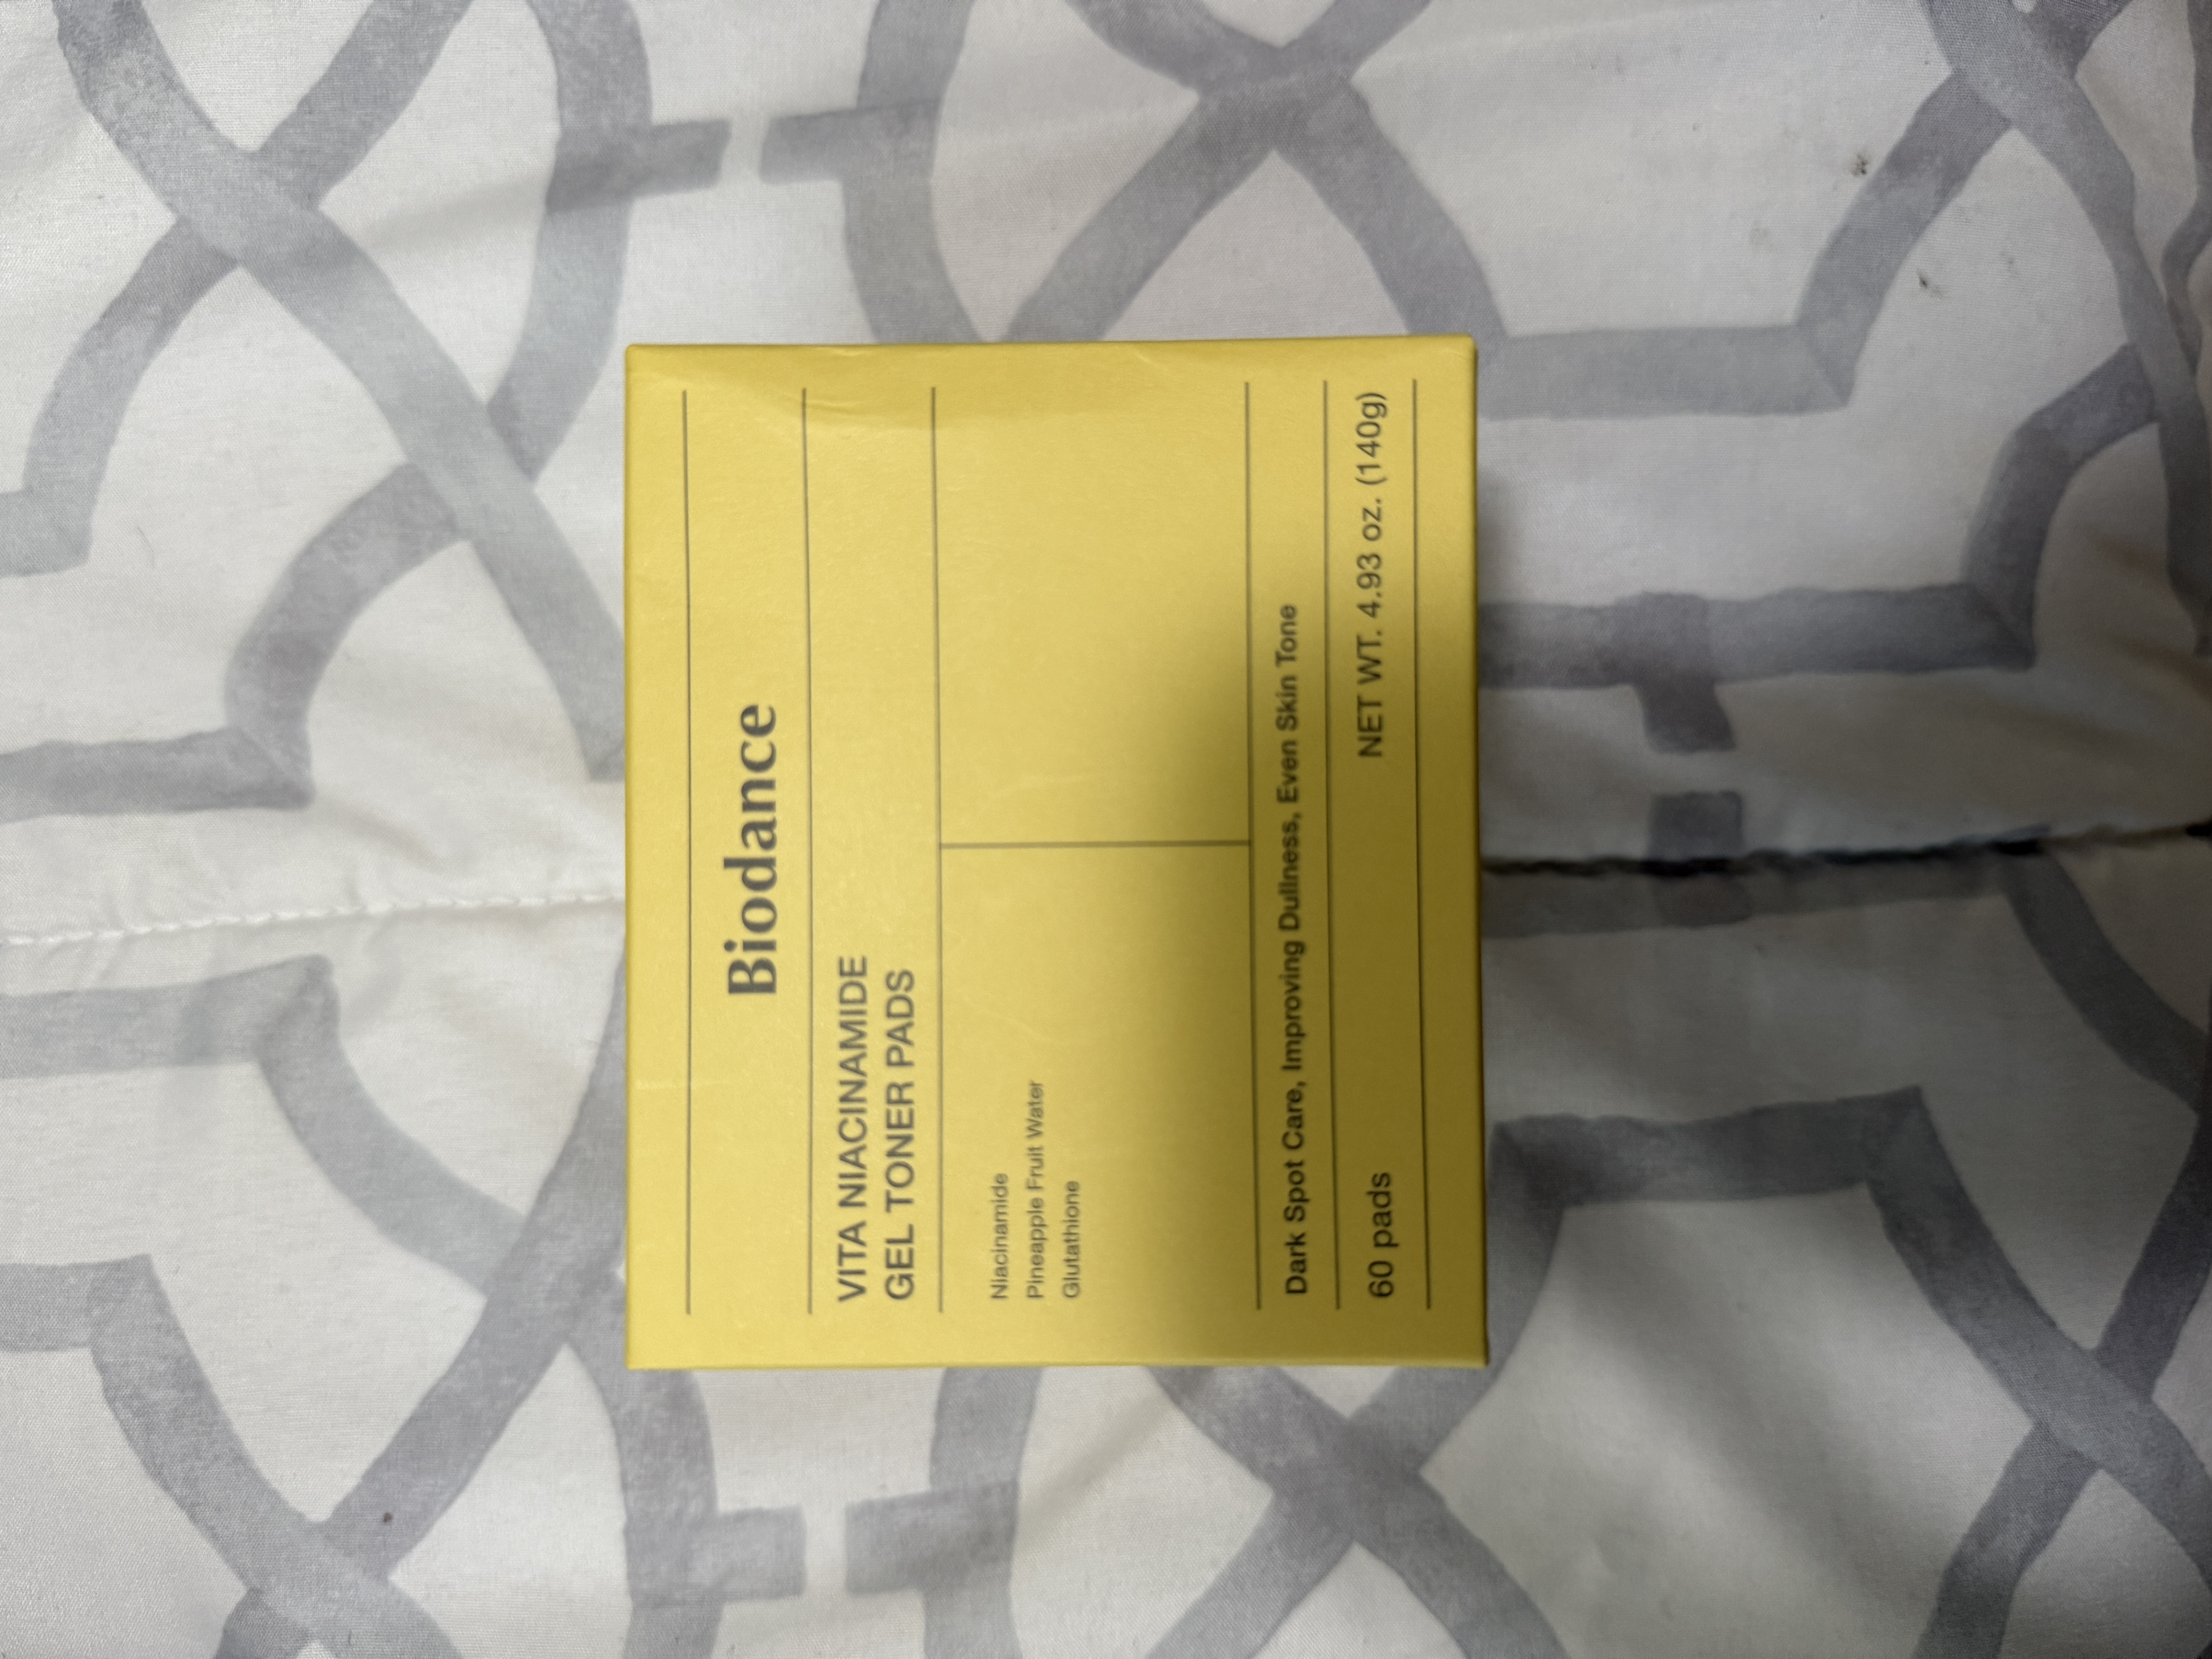 Biodance
VITA NIACINAMIDE
GEL TONER PADS
Niacinamide
Pineapple Fruit Water
Glutathione
Dark Spot Care, Improving Dullness, Even Skin Tone
60 pads
NET WT. 4.93 oz. (140g)